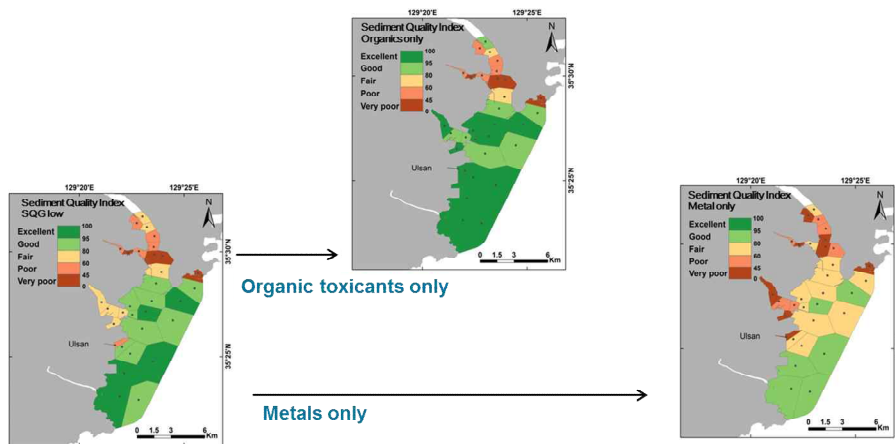 129°20'E 129°25'E
Sediment Quality Index
Organics only
N
Excellent 100
Good 95
Fair 80
Poor 60
Very poor 45
0
35°30'N
Ulsan
35°25'N
0 1.5 3 6
Km
129°20'E 129°25'E
Sediment Quality Index
SQG low
N
Excellent 100
Good 95
Fair 80
Poor 60
Very poor 45
0
35°30'N
Ulsan
35°25'N
0 1.5 3 6
Km
Organic toxicants only
Metals only
129°20'E 129°25'E
Sediment Quality Index
Metal only
N
Excellent 100
Good 95
Fair 80
Poor 60
Very poor 45
0
35°30'N
Ulsan
35°25'N
0 1.5 3 6
Km